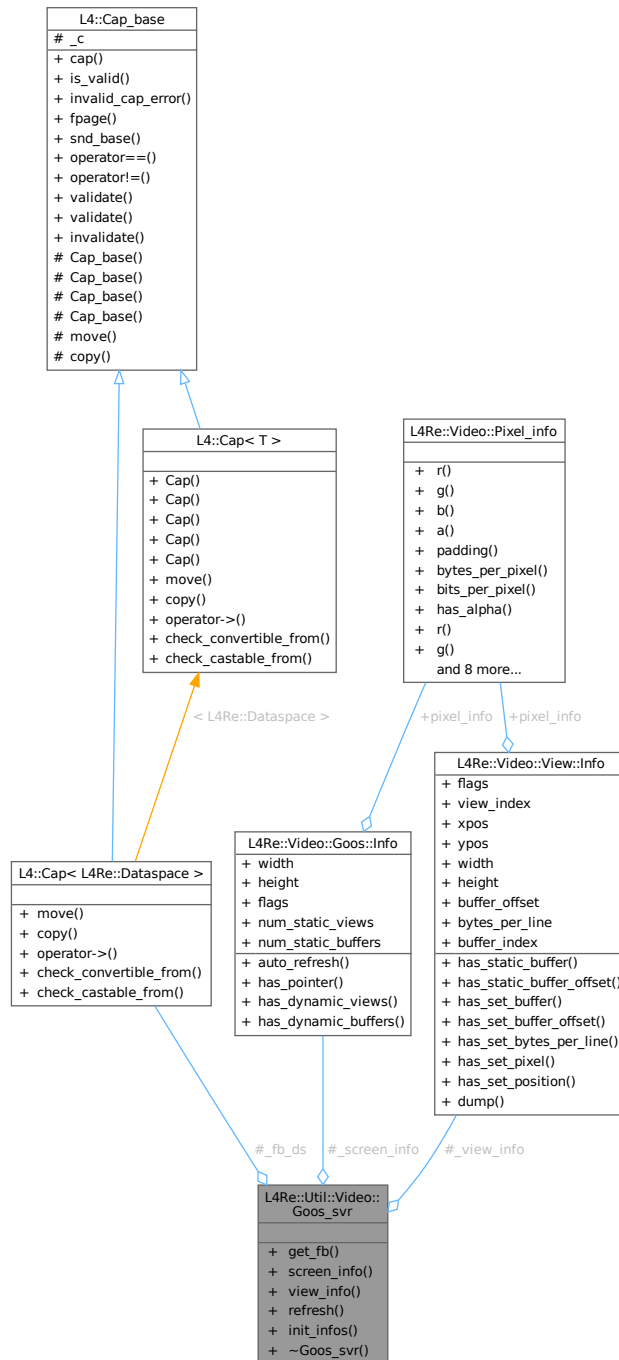 L4::Cap_base
# _c
+ cap()
+ is_valid()
+ invalid_cap_error()
+ fpage()
+ snd_base()
+ operator==()
+ operator!=()
+ validate()
+ validate()
+ invalidate()
# Cap_base()
# Cap_base()
# Cap_base()
# Cap_base()
# move()
# copy()
L4::Cap< T >
+ Cap()
+ Cap()
+ Cap()
+ Cap()
+ Cap()
+ move()
+ copy()
+ operator->()
+ check_convertible_from()
+ check_castable_from()
L4Re::Video::Pixel_info
+ r()
+ g()
+ b()
+ a()
+ padding()
+ bytes_per_pixel()
+ bits_per_pixel()
+ has_alpha()
+ r()
+ g()
and 8 more...
< L4Re::Dataspace >
+pixel_info
+pixel_info
L4::Cap< L4Re::Dataspace >
+ move()
+ copy()
+ operator->()
+ check_convertible_from()
+ check_castable_from()
L4Re::Video::Goos::Info
+ width
+ height
+ flags
+ num_static_views
+ num_static_buffers
+ auto_refresh()
+ has_pointer()
+ has_dynamic_views()
+ has_dynamic_buffers()
L4Re::Video::View::Info
+ flags
+ view_index
+ xpos
+ ypos
+ width
+ height
+ buffer_offset
+ bytes_per_line
+ buffer_index
+ has_static_buffer()
+ has_static_buffer_offset()
+ has_set_buffer()
+ has_set_buffer_offset()
+ has_set_bytes_per_line()
+ has_set_pixel()
+ has_set_position()
+ dump()
#_fb_ds
#_screen_info
#_view_info
L4Re::Util::Video::
Goos_svr
+ get_fb()
+ screen_info()
+ view_info()
+ refresh()
+ init_infos()
+ ~Goos_svr()